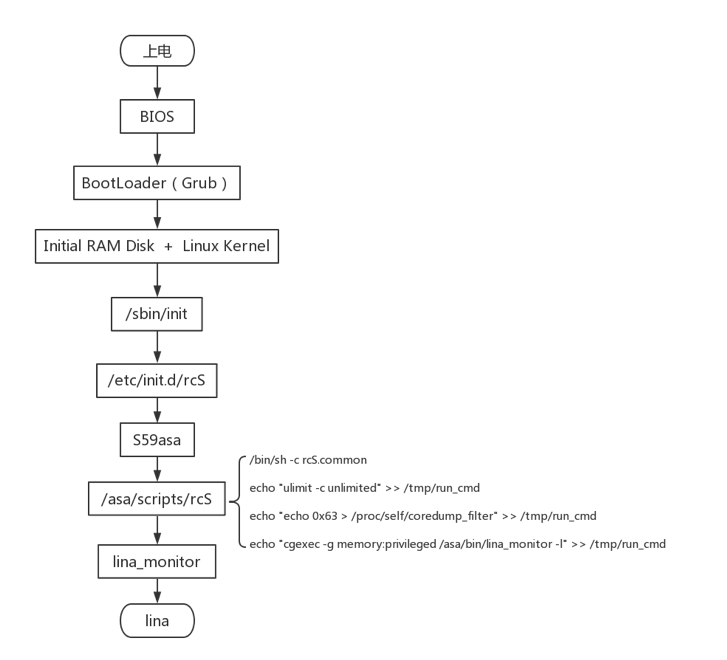 上电
BIOS
BootLoader ( Grub )
Initial RAM Disk + Linux Kernel
/sbin/init
/etc/init.d/rcS
S59asa
/asa/scripts/rcS
/bin/sh -c rcS.common
echo "ulimit -c unlimited" >> /tmp/run_cmd
echo "echo 0x63 > /proc/self/coredump_filter" >> /tmp/run_cmd
echo "cgexec -g memory:privileged /asa/bin/lina_monitor -l" >> /tmp/run_cmd
lina_monitor
lina